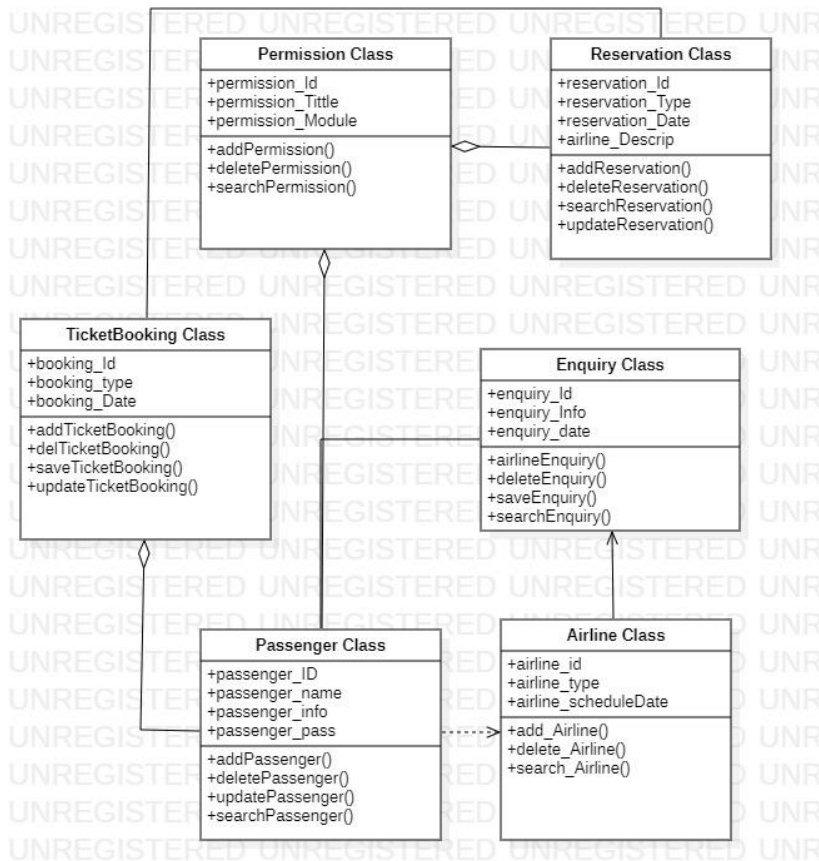 Permission Class
+permission_Id
+permission_Tittle
+permission_Module
+addPermission()
+deletePermission()
+searchPermission()
Reservation Class
+reservation_Id
+reservation_Type
+reservation_Date
+airline_Descrip
+addReservation()
+deleteReservation()
+searchReservation()
+updateReservation()
TicketBooking Class
+booking_Id
+booking_type
+booking_Date
+addTicketBooking()
+delTicketBooking()
+saveTicketBooking()
+updateTicketBooking()
Enquiry Class
+enquiry_Id
+enquiry_Info
+enquiry_date
+airlineEnquiry()
+deleteEnquiry()
+saveEnquiry()
+searchEnquiry()
Passenger Class
+passenger_ID
+passenger_name
+passenger_info
+passenger_pass
+addPassenger()
+deletePassenger()
+updatePassenger()
+searchPassenger()
Airline Class
+airline_id
+airline_type
+airline_scheduleDate
+add_Airline()
+delete_Airline()
+search_Airline()
UNREGISTERED